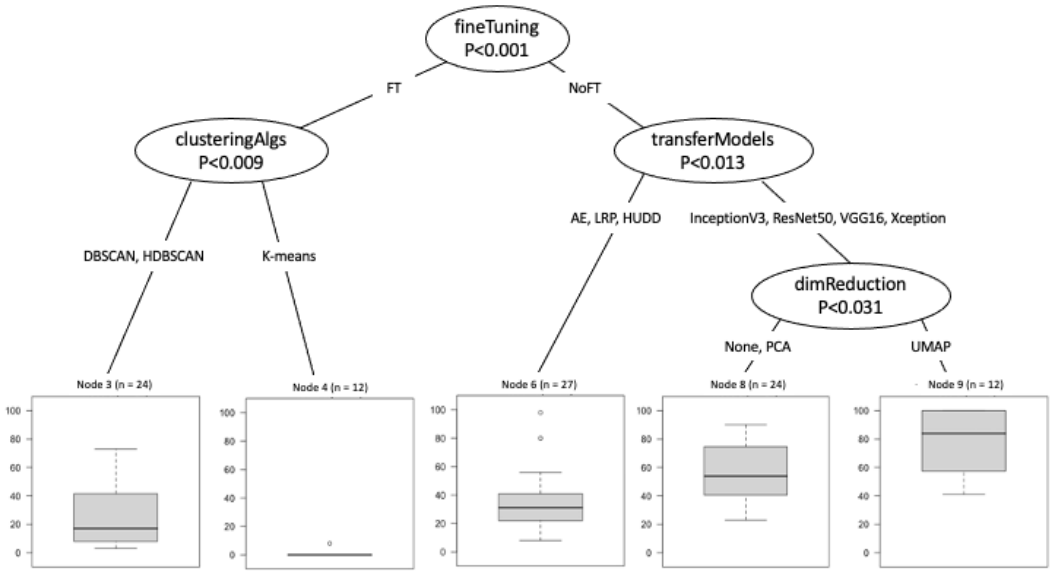 fineTuning
P<0.001
FT
NoFT
clusteringAlgs
P<0.009
transferModels
P<0.013
AE, LRP, HUDD
InceptionV3, ResNet50, VGG16, Xception
DBSCAN, HDBSCAN
K-means
dimReduction
P<0.031
None, PCA
UMAP
Node 3 (n = 24)
Node 4 (n = 12)
Node 6 (n = 27)
Node 8 (n = 24)
Node 9 (n = 12)
100
80
60
40
20
0
100
80
60
40
20
0
100
80
60
40
20
0
100
80
60
40
20
0
100
80
60
40
20
0